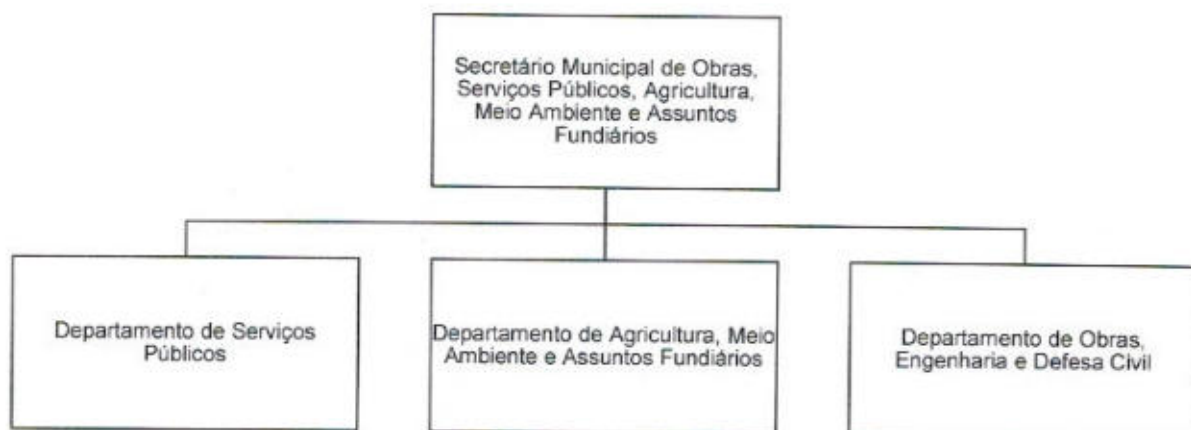 Secretário Municipal de Obras,
Serviços Públicos, Agricultura,
Meio Ambiente e Assuntos
Fundiários
Departamento de Serviços
Públicos
Departamento de Agricultura, Meio
Ambiente e Assuntos Fundiários
Departamento de Obras,
Engenharia e Defesa Civil